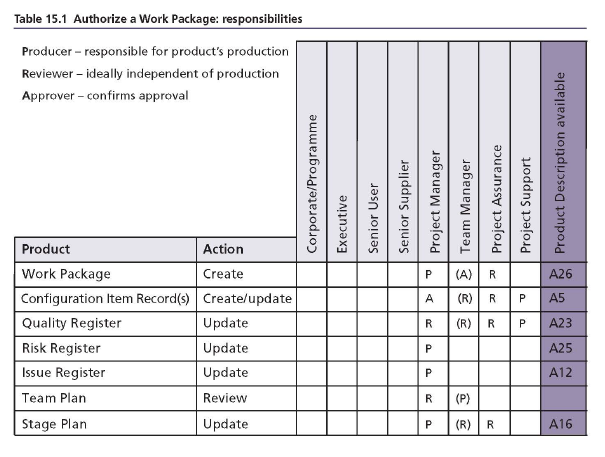 Table 15.1 Authorize a Work Package: responsibilities
Producer – responsible for product's production
Reviewer – ideally independent of production
Approver – confirms approval
Product Action Corporate/Programme Executive Senior User Senior Supplier Project Manager Team Manager Project Assurance Project Support Product Description available
Work Package Create P (A) R A26
Configuration Item Record(s) Create/update A (R) R P A5
Quality Register Update R (R) R P A23
Risk Register Update P A25
Issue Register Update P A12
Team Plan Review R (P)
Stage Plan Update P (R) R A16